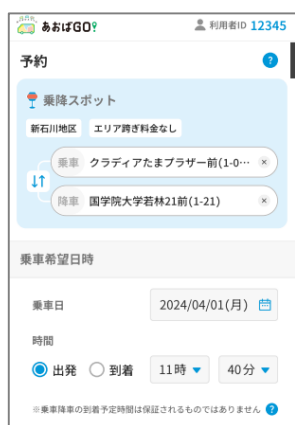 あおばGO?
利用者ID 12345
予約
?
乗降スポット
新石川地区 エリア跨ぎ料金なし
乗車 クラディアたまプラザー前(1-0…
降車 国学院大学若林21前(1-21)
乗車希望日時
乗車日 2024/04/01(月)
時間
出発 到着 11時 40分
※乗車降車の到着予定時間は保証されるものではありません ?